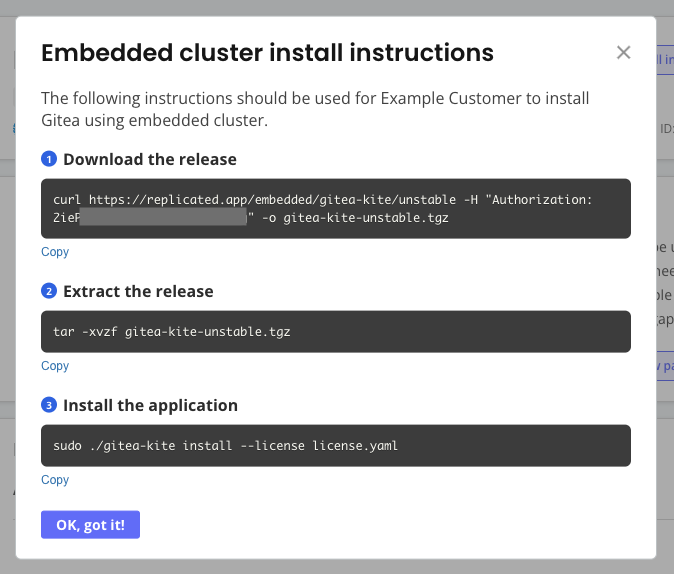 Embedded cluster install instructions
The following instructions should be used for Example Customer to install
Gitea using embedded cluster.
1 Download the release
curl https://replicated.app/embedded/gitea-kite/unstable -H "Authorization:
2ieP " -o gitea-kite-unstable.tgz
Copy
2 Extract the release
tar -xvzf gitea-kite-unstable.tgz
Copy
3 Install the application
sudo ./gitea-kite install --license license.yaml
Copy
OK, got it!
ID: